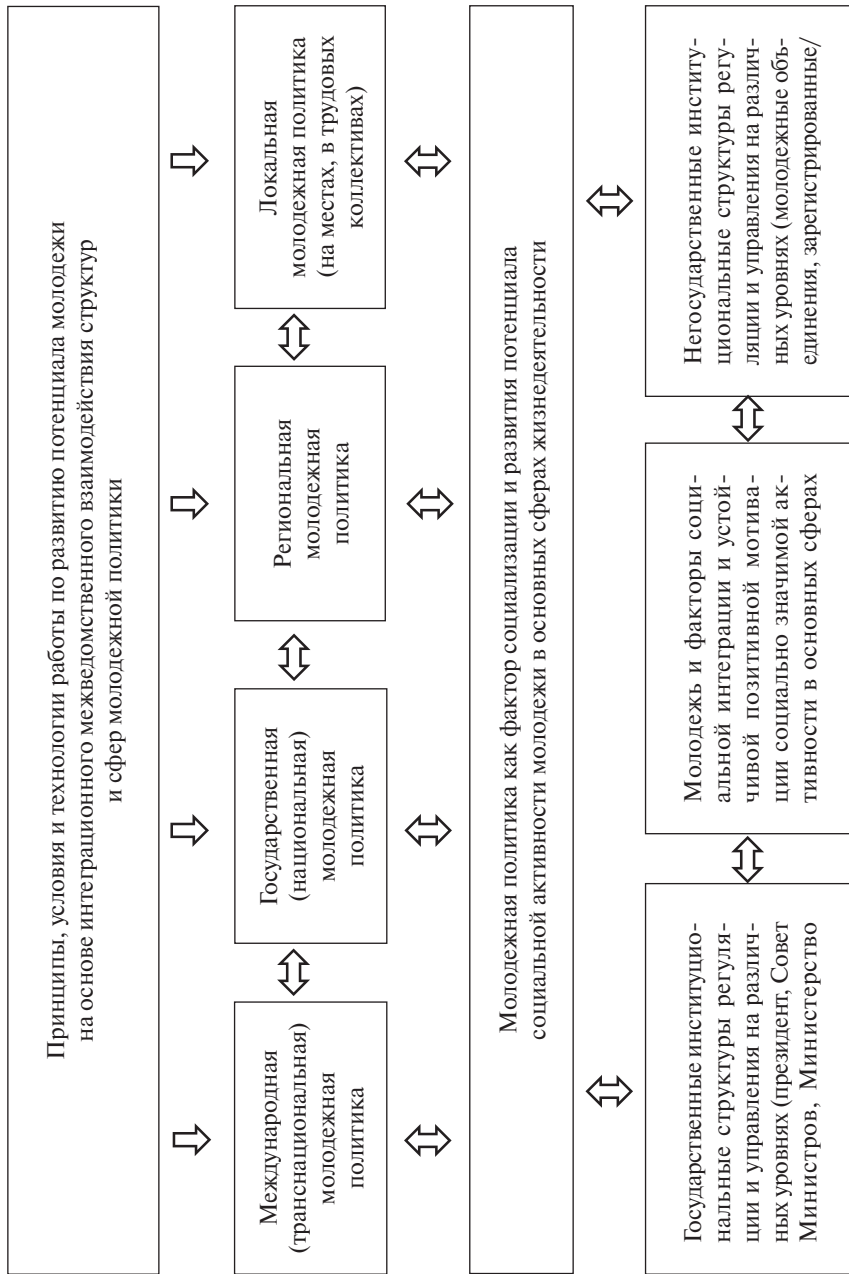 Принципы, условия и технологии работы по развитию потенциала молодежи
на основе интеграционного межведомственного взаимодействия структур
и сфер молодежной политики
Международная
(транснациональная)
молодежная
политика
Государственная
(национальная)
молодежная
политика
Региональная
молодежная
политика
Локальная
молодежная политика
(на местах, в трудовых
коллективах)
Молодежная политика как фактор социализации и развития потенциала
социальной активности молодежи в основных сферах жизнедеятельности
Государственные институцио-
нальные структуры регуля-
ции и управления на различ-
ных уровнях (президент, Совет
Министров, Министерство
Молодежь и факторы соци-
альной интеграции и устой-
чивой позитивной мотива-
ции социально значимой ак-
тивности в основных сферах
Негосударственные институ-
циональные структуры регу-
ляции и управления на различ-
ных уровнях (молодежные объ-
единения, зарегистрированные/